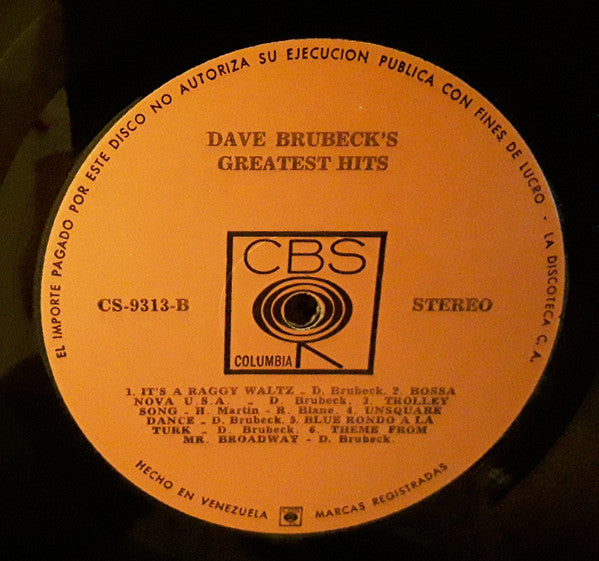 EL IMPORTE PAGADO POR ESTE DISCO NO AUTORIZA SU EJECUCION PUBLICA CON FINES DE LUCRO · LA DISCOTECA C. A.
DAVE BRUBECK'S
GREATEST HITS
CBS
CS-9313-B
STEREO
COLUMBIA
1. IT'S A RAGGY WALTZ - D. Brubeck. 2. BOSSA
NOVA U.S.A. - D. Brubeck. 3. TROLLEY
SONG - H. Martin - R. Blane. 4. UNSQUARE
DANCE - D. Brubeck. 5. BLUE RONDO A LA
TURK - D. Brubeck. 6. THEME FROM
MR. BROADWAY - D. Brubeck.
HECHO EN VENEZUELA MARCAS REGISTRADAS